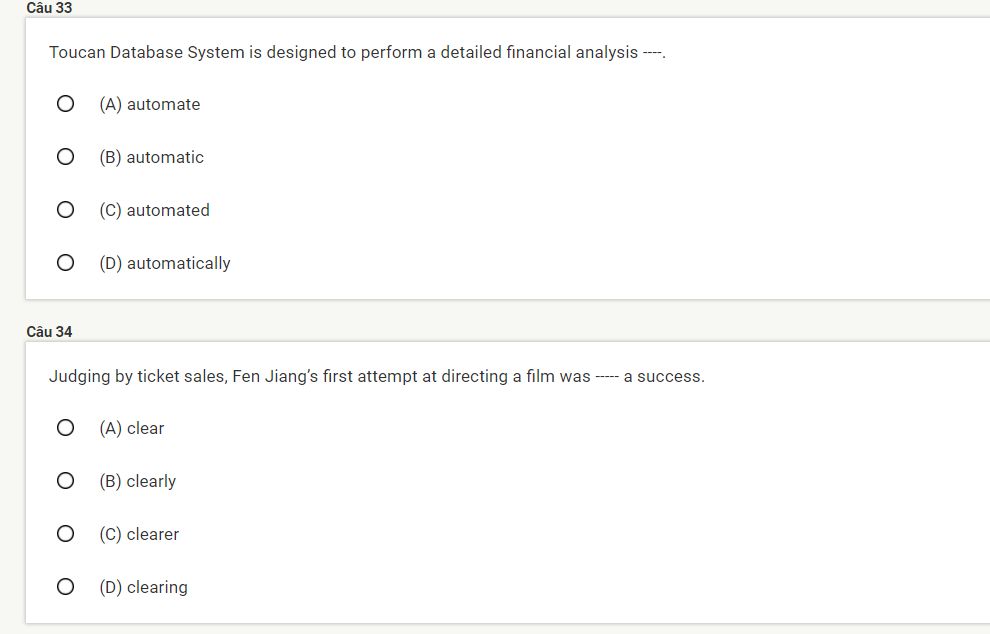 Câu 33
Toucan Database System is designed to perform a detailed financial analysis ----.
(A) automate
(B) automatic
(C) automated
(D) automatically
Câu 34
Judging by ticket sales, Fen Jiang’s first attempt at directing a film was ----- a success.
(A) clear
(B) clearly
(C) clearer
(D) clearing